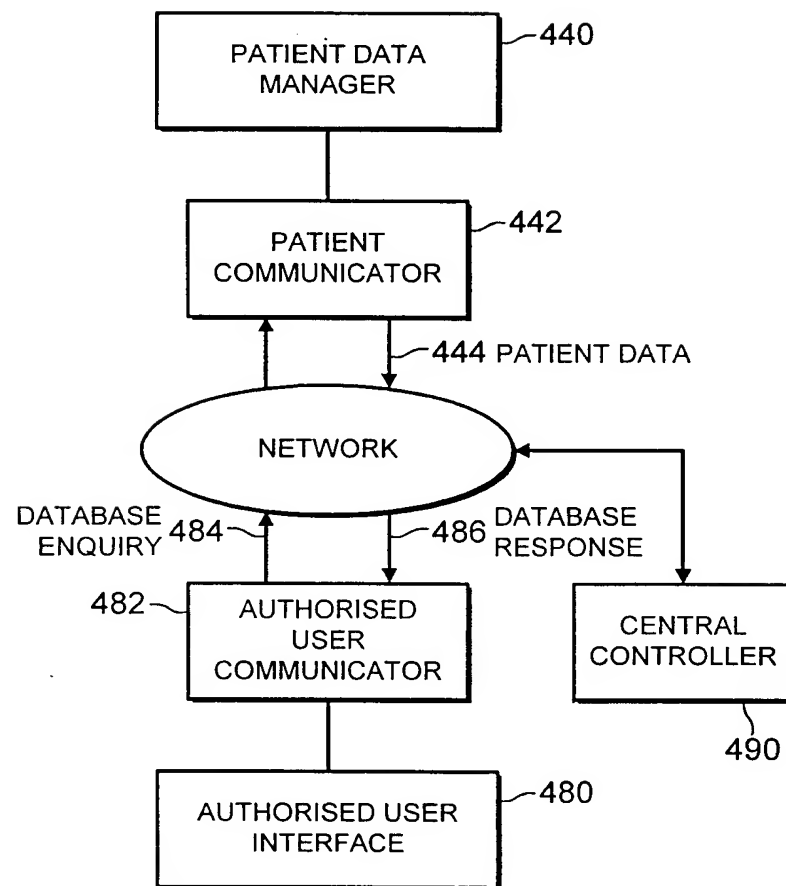 PATIENT DATA
MANAGER
440
PATIENT
COMMUNICATOR
442
444 PATIENT DATA
NETWORK
DATABASE
ENQUIRY
484
486
DATABASE
RESPONSE
482
AUTHORISED
USER
COMMUNICATOR
CENTRAL
CONTROLLER
490
AUTHORISED USER
INTERFACE
480